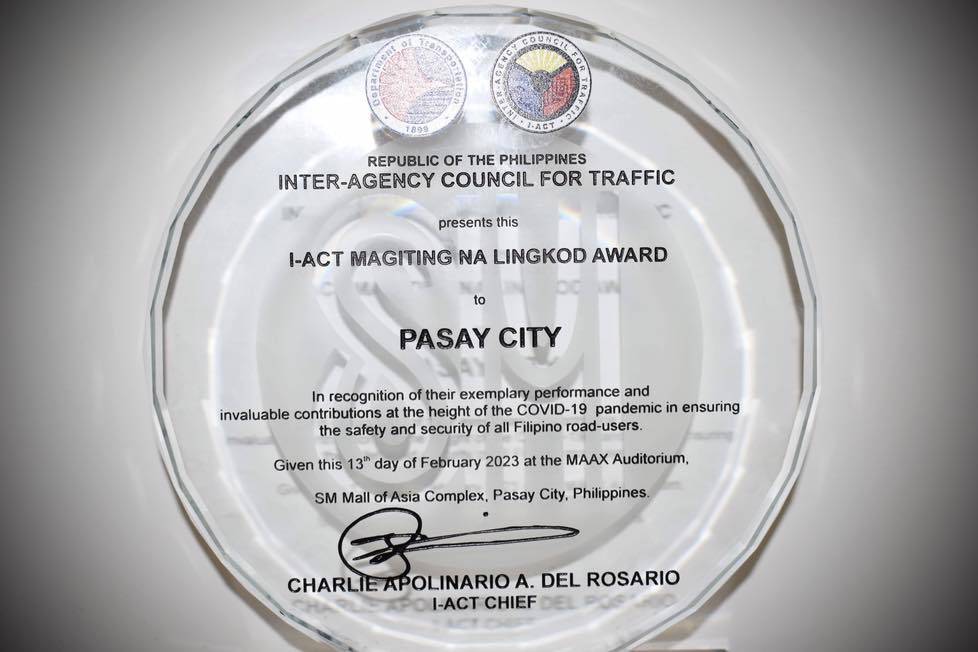 Department of Transportation
1899
INTER-AGENCY COUNCIL FOR TRAFFIC
I-ACT
REPUBLIC OF THE PHILIPPINES
INTER-AGENCY COUNCIL FOR TRAFFIC
presents this
I-ACT MAGITING NA LINGKOD AWARD
to
PASAY CITY
In recognition of their exemplary performance and
invaluable contributions at the height of the COVID-19 pandemic in ensuring
the safety and security of all Filipino road-users.
Given this 13th day of February 2023 at the MAAX Auditorium,
SM Mall of Asia Complex, Pasay City, Philippines.
CHARLIE APOLINARIO A. DEL ROSARIO
I-ACT CHIEF
SM